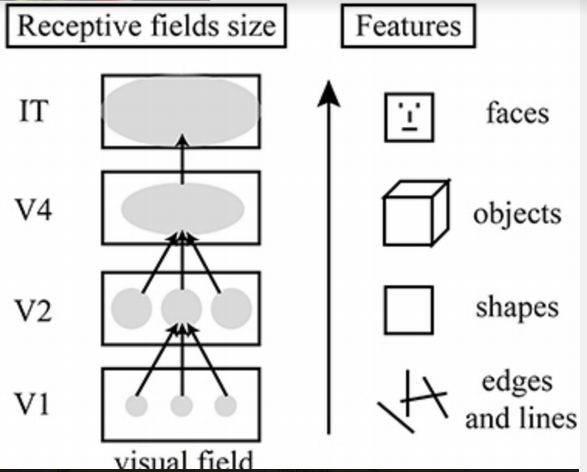 Receptive fields size
Features
IT
faces
V4
objects
V2
shapes
V1
edges
and lines
visual field